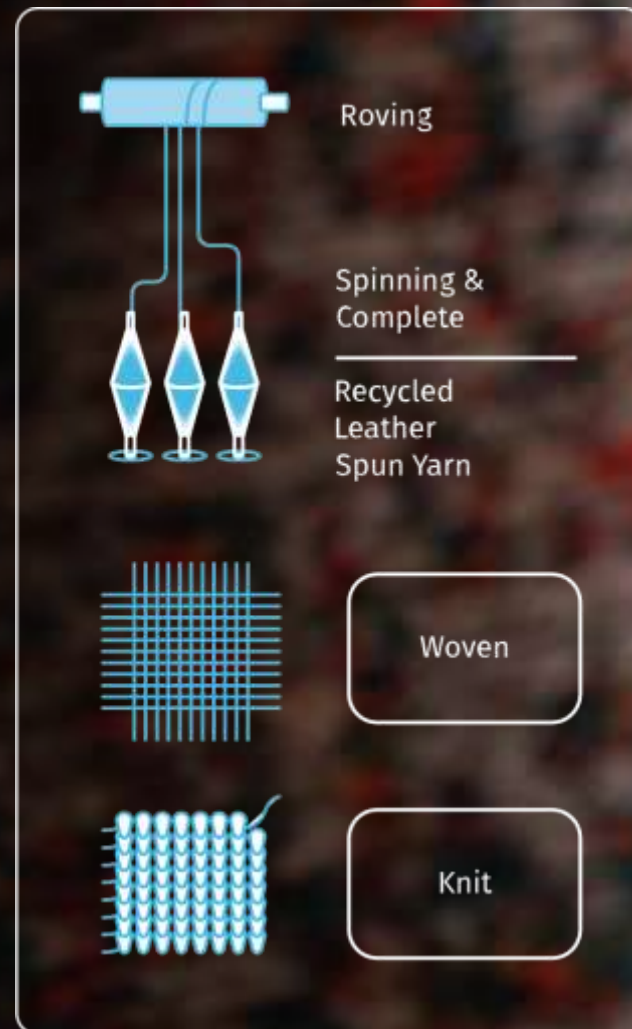 Roving
Spinning &
Complete
Recycled
Leather
Spun Yarn
Woven
Knit